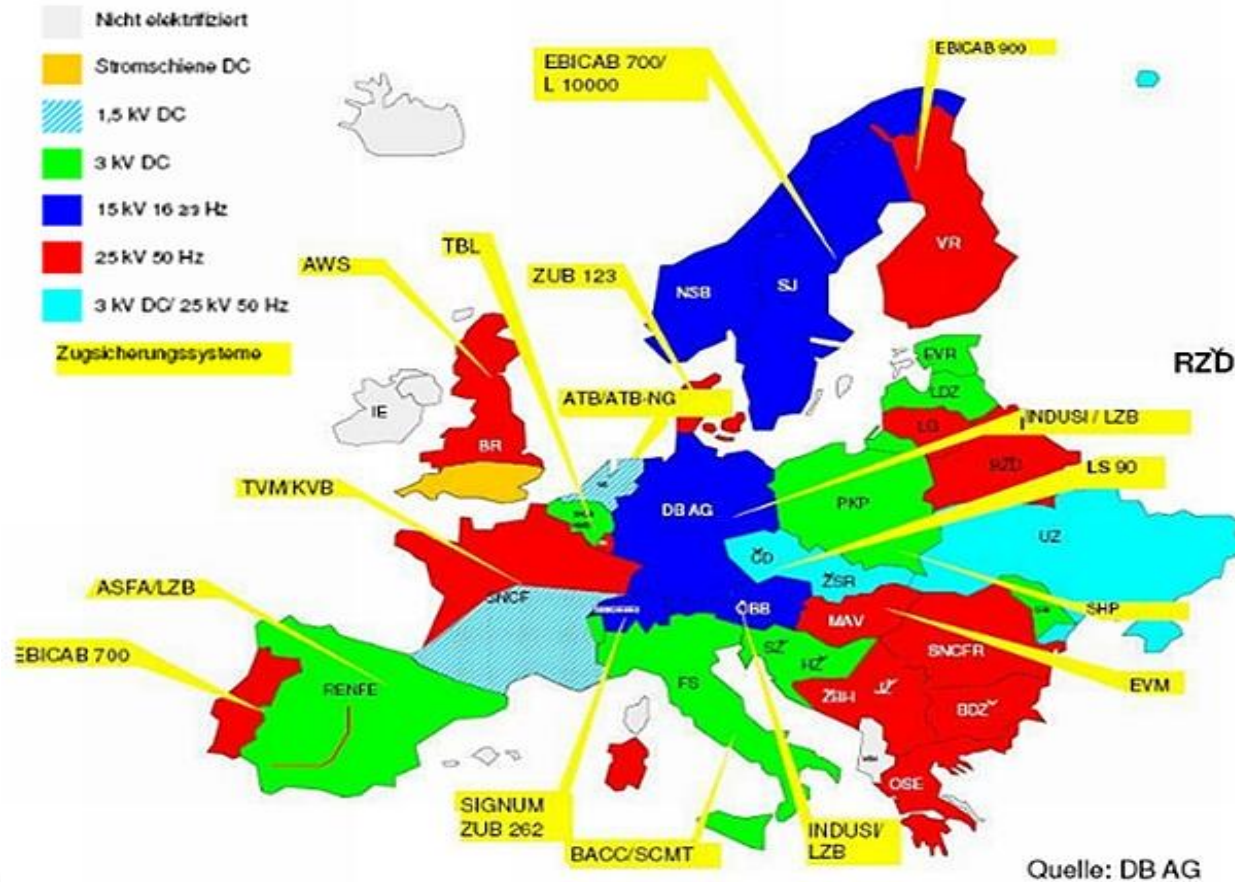 Nicht elektrifiziert
Stromschiene DC
1,5 kV DC
3 kV DC
15 kV 16 2/3 Hz
25 kV 50 Hz
3 kV DC/ 25 kV 50 Hz
Zugsicherungssysteme
EBICAB 700/
L 10000
EBICAB 900
AWS
TBL
ZUB 123
VR
NSB
SJ
EVR
RZĎ
LDZ
ATB/ATB-NG
IE
INDUSI / LZB
LG
BR
RZD
LS 90
TVM/KVB
PKP
DB AG
UZ
ČD
ŽSR
ASFA/LZB
SNCF
ÖBB
SHP
MAV
EBICAB 700
SŽ
HŽ
SNCFR
RENFE
FS
EVM
ŽBH
JŽ
BDŽ
OSE
SIGNUM
ZUB 262
INDUSI/
LZB
BACC/SCMT
Quelle: DB AG